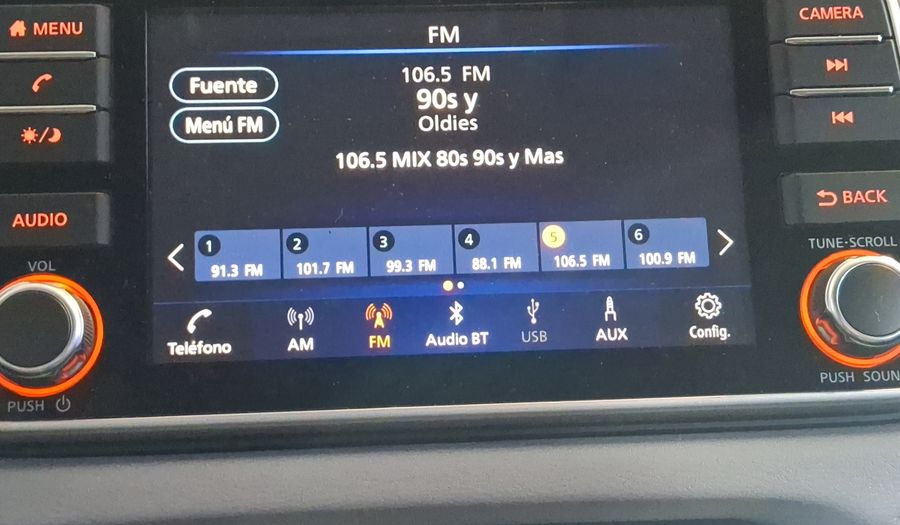 MENU
CAMERA
AUDIO
VOL
PUSH
BACK
TUNE·SCROLL
PUSH SOUN
FM
Fuente
106.5 FM
90s y
Menú FM
Oldies
106.5 MIX 80s 90s y Mas
1 2 3 4 5 6
91.3 FM 101.7 FM 99.3 FM 88.1 FM 106.5 FM 100.9 FM
Teléfono AM FM Audio BT USB AUX Config.